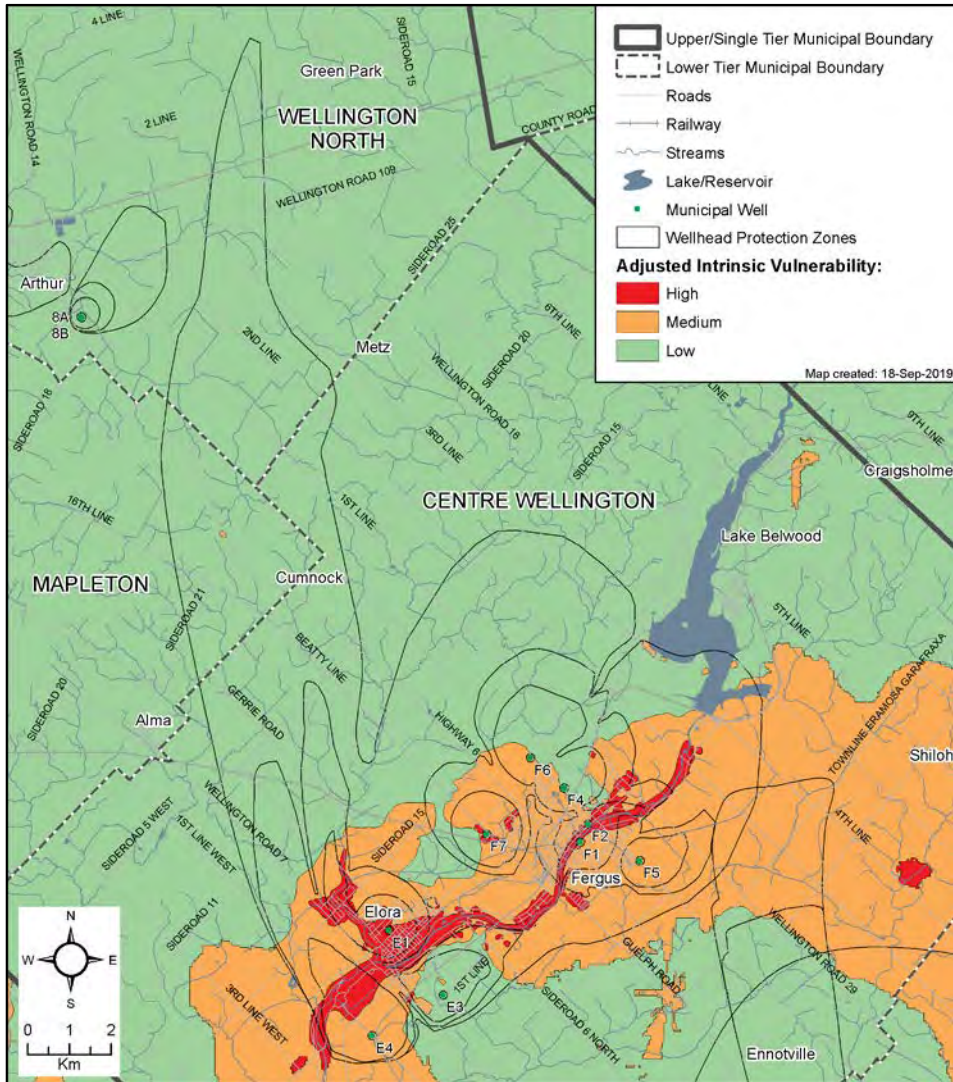 4 LINE
WELLINGTON ROAD 14
Green Park
SIDEROAD 15
2 LINE
WELLINGTON
NORTH
COUNTY ROAD
WELLINGTON ROAD 109
SIDEROAD 25
Arthur
8A
8B
2ND LINE
Metz
6TH LINE
SIDEROAD 20
WELLINGTON ROAD 18
SIDEROAD 18
3RD LINE
SIDEROAD 15
LINE
9TH LINE
Craigsholme
16TH LINE
1ST LINE
CENTRE WELLINGTON
Lake Belwood
MAPLETON
Cumnock
SIDEROAD 21
BEATTY LINE
5TH LINE
SIDEROAD 20
GERRIE ROAD
Alma
HIGHWAY 6
TOWNLINE ERAMOSA GARAFRAXA
Shiloh
F6
F4
SIDEROAD 5 WEST
1ST LINE WEST
WELLINGTON ROAD 7
SIDEROAD 15
F7
F2
F1
F5
4TH LINE
Fergus
Elora
E1
SIDEROAD 11
1ST LINE
E3
GUELPH ROAD
WELLINGTON ROAD 29
3RD LINE WEST
SIDEROAD 6 NORTH
E4
Ennotville
Upper/Single Tier Municipal Boundary
Lower Tier Municipal Boundary
Roads
Railway
Streams
Lake/Reservoir
Municipal Well
Wellhead Protection Zones
Adjusted Intrinsic Vulnerability:
High
Medium
Low
Map created: 18-Sep-2019
N
W E
S
0 1 2
Km